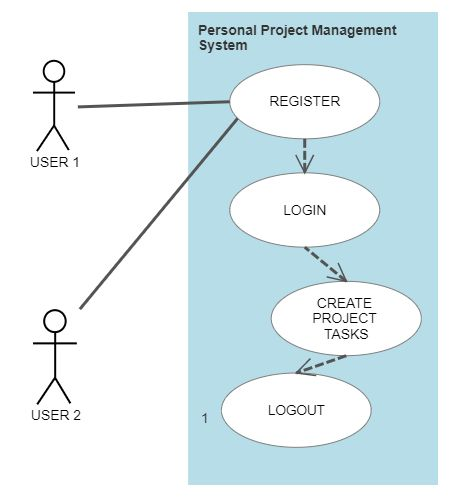 Personal Project Management
System
REGISTER
USER 1
LOGIN
CREATE
PROJECT
TASKS
USER 2
LOGOUT
1